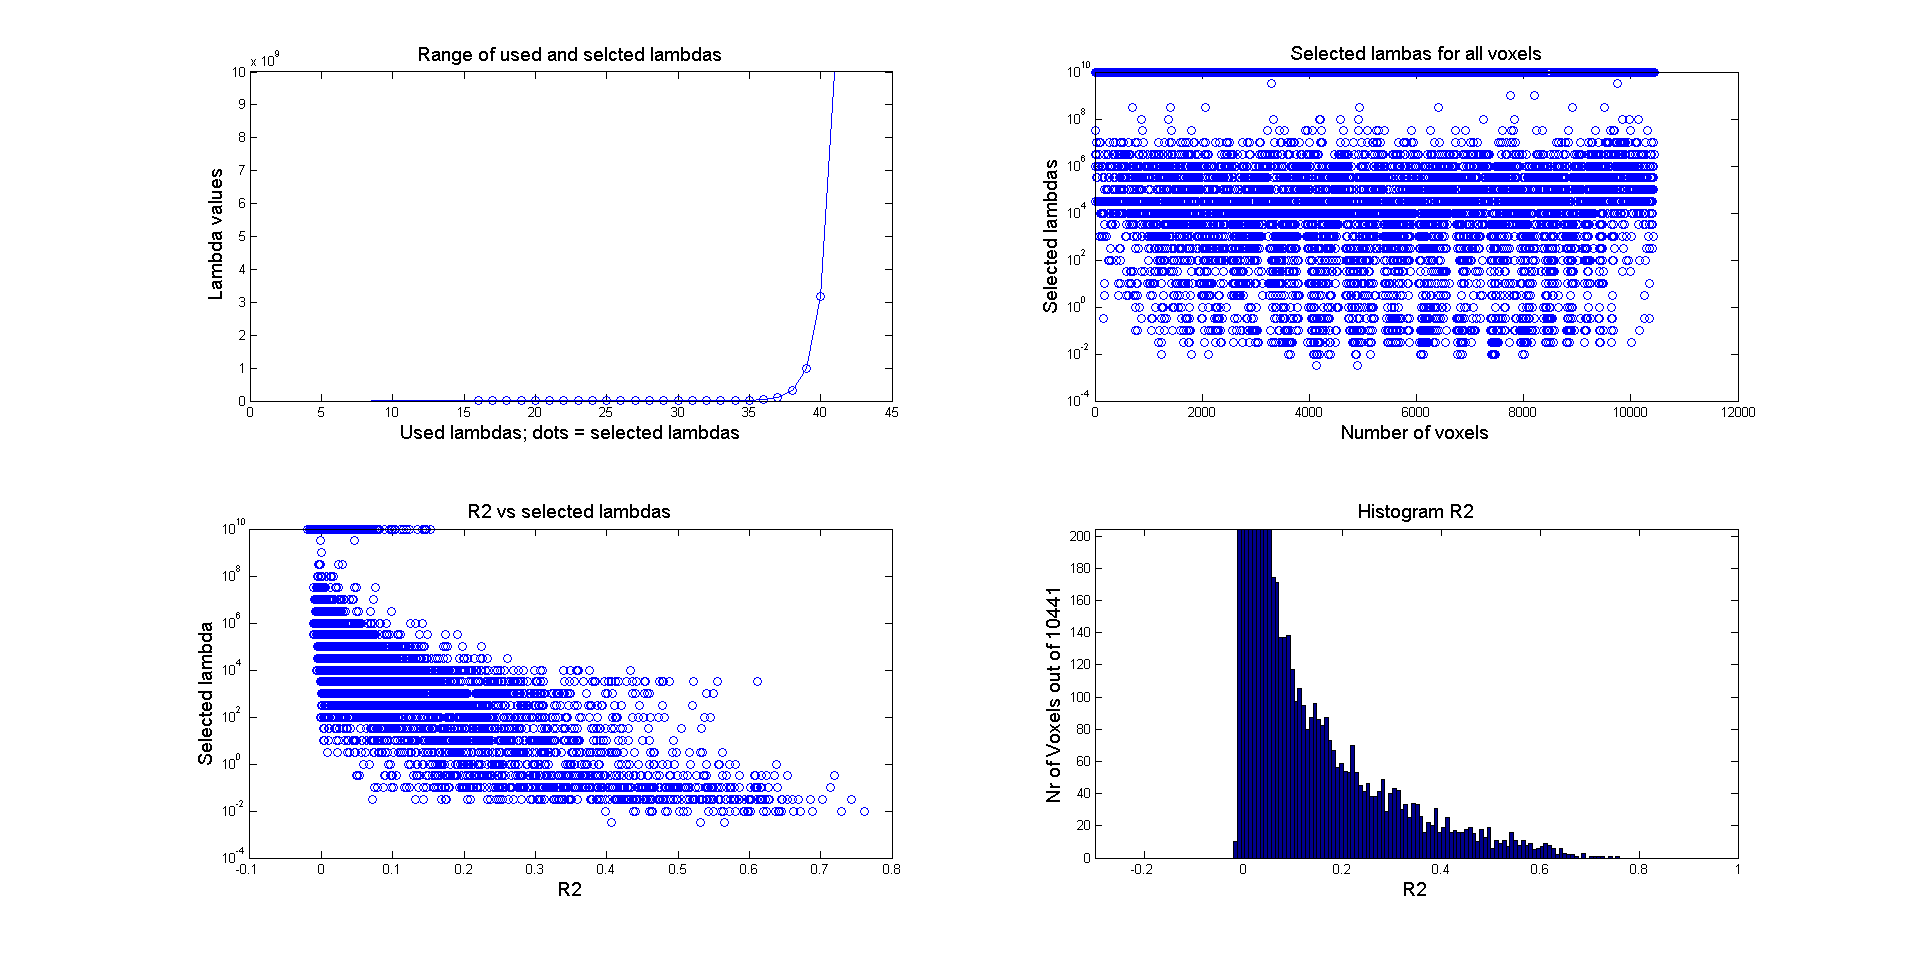 Range of used and selcted lambdas
x 10^9
10
9
8
7
6
5
4
3
2
1
0
Lambda values
0 5 10 15 20 25 30 35 40 45
Used lambdas; dots = selected lambdas
Selected lambas for all voxels
10^10
10^8
10^6
10^4
10^2
10^0
10^-2
10^-4
Selected lambdas
0 2000 4000 6000 8000 10000 12000
Number of voxels
R2 vs selected lambdas
10^10
10^8
10^6
10^4
10^2
10^0
10^-2
10^-4
Selected lambda
-0.1 0 0.1 0.2 0.3 0.4 0.5 0.6 0.7 0.8
R2
Histogram R2
200
180
160
140
120
100
80
60
40
20
0
Nr of Voxels out of 10441
-0.2 0 0.2 0.4 0.6 0.8 1
R2